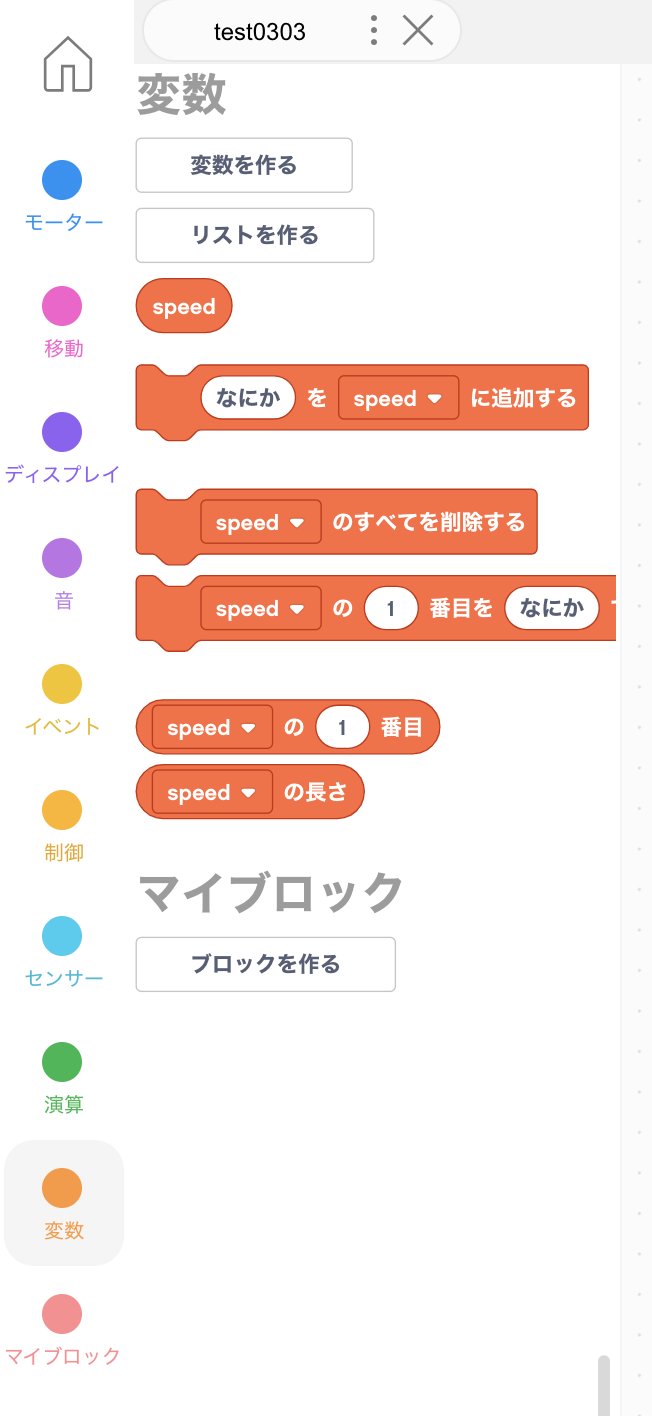 test0303
変数
変数を作る
リストを作る
speed
なにか を speed に追加する
speed のすべてを削除する
speed の 1 番目を なにか
speed の 1 番目
speed の長さ
マイブロック
ブロックを作る
モーター
移動
ディスプレイ
音
イベント
制御
センサー
演算
変数
マイブロック